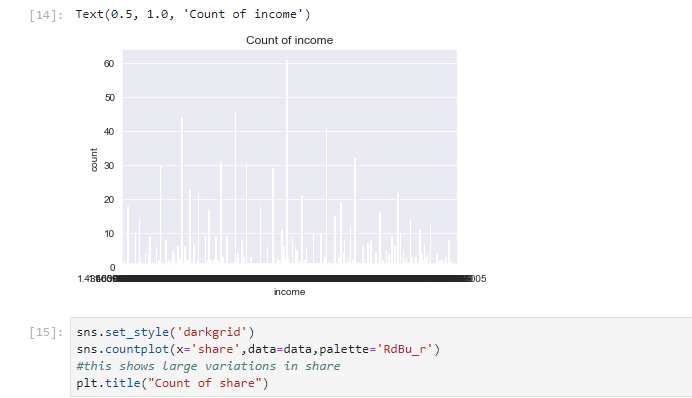 [14]: Text(0.5, 1.0, 'Count of income')
Count of income
60
50
40
30
20
10
0
count
income
[15]: sns.set_style('darkgrid')
sns.countplot(x='share',data=data,palette='RdBu_r')
#this shows large variations in share
plt.title("Count of share")